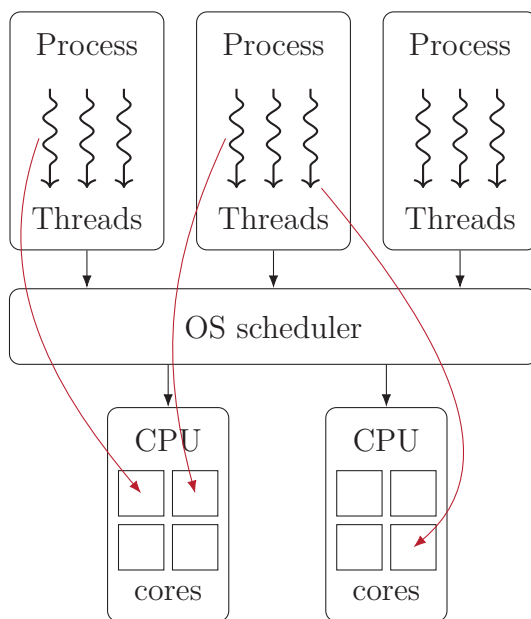 Process
Process
Process
Threads
Threads
Threads
OS scheduler
CPU
CPU
cores
cores